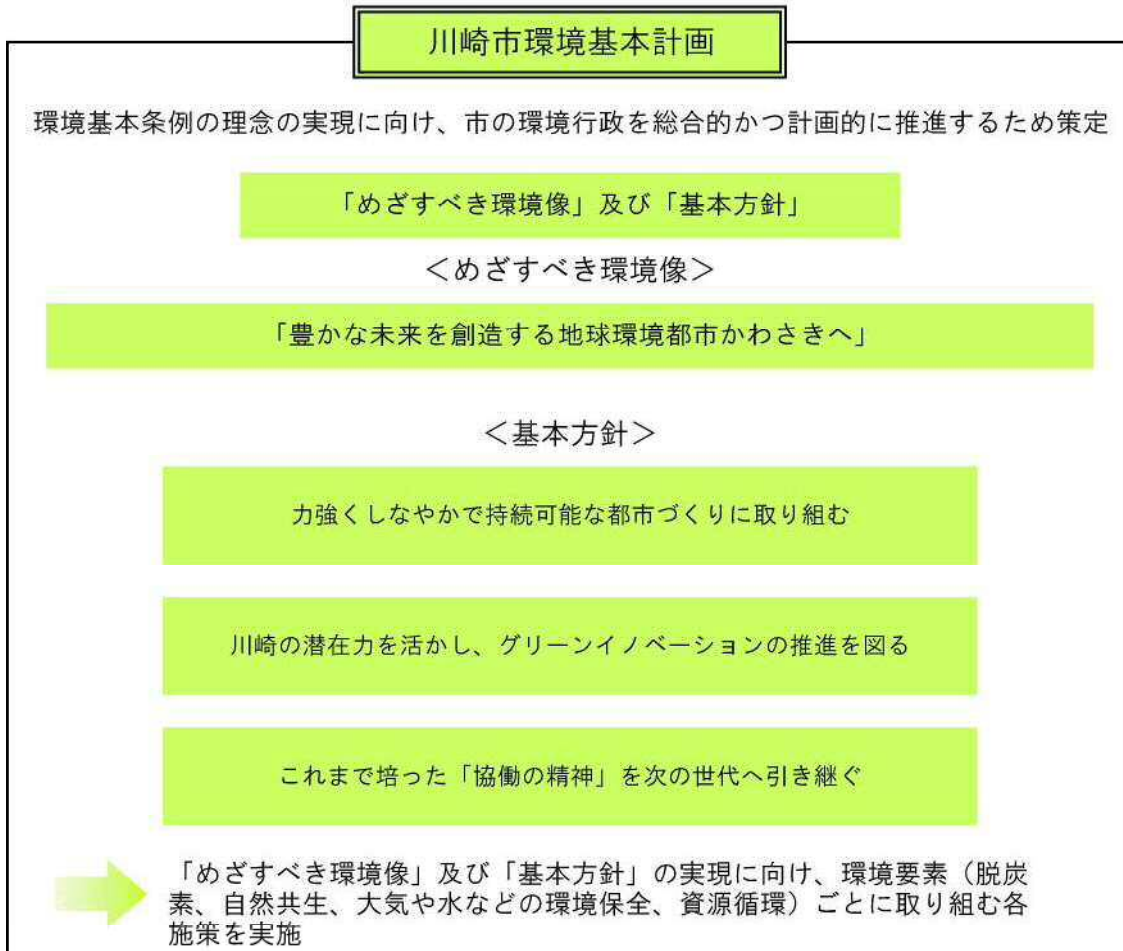 川崎市環境基本計画
環境基本条例の理念の実現に向け、市の環境行政を総合的かつ計画的に推進するため策定
「めざすべき環境像」及び「基本方針」
＜めざすべき環境像＞
「豊かな未来を創造する地球環境都市かわさきへ」
＜基本方針＞
力強くしなやかで持続可能な都市づくりに取り組む
川崎の潜在力を活かし、グリーンイノベーションの推進を図る
これまで培った「協働の精神」を次の世代へ引き継ぐ
「めざすべき環境像」及び「基本方針」の実現に向け、環境要素（脱炭
素、自然共生、大気や水などの環境保全、資源循環）ごとに取り組む各
施策を実施